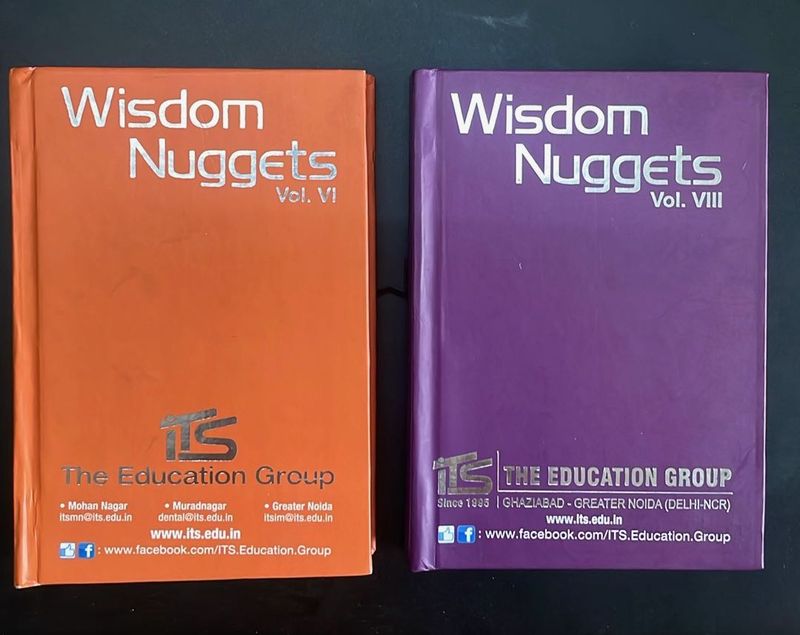 Wisdom
Nuggets
Vol. VI
iTS
The Education Group
• Mohan Nagar • Muradnagar • Greater Noida
itsmn@its.edu.in dental@its.edu.in itsim@its.edu.in
www.its.edu.in
f : www.facebook.com/ITS.Education.Group
Wisdom
Nuggets
Vol. VIII
iTS THE EDUCATION GROUP
Since 1995 GHAZIABAD - GREATER NOIDA (DELHI-NCR)
www.its.edu.in
f : www.facebook.com/ITS.Education.Group